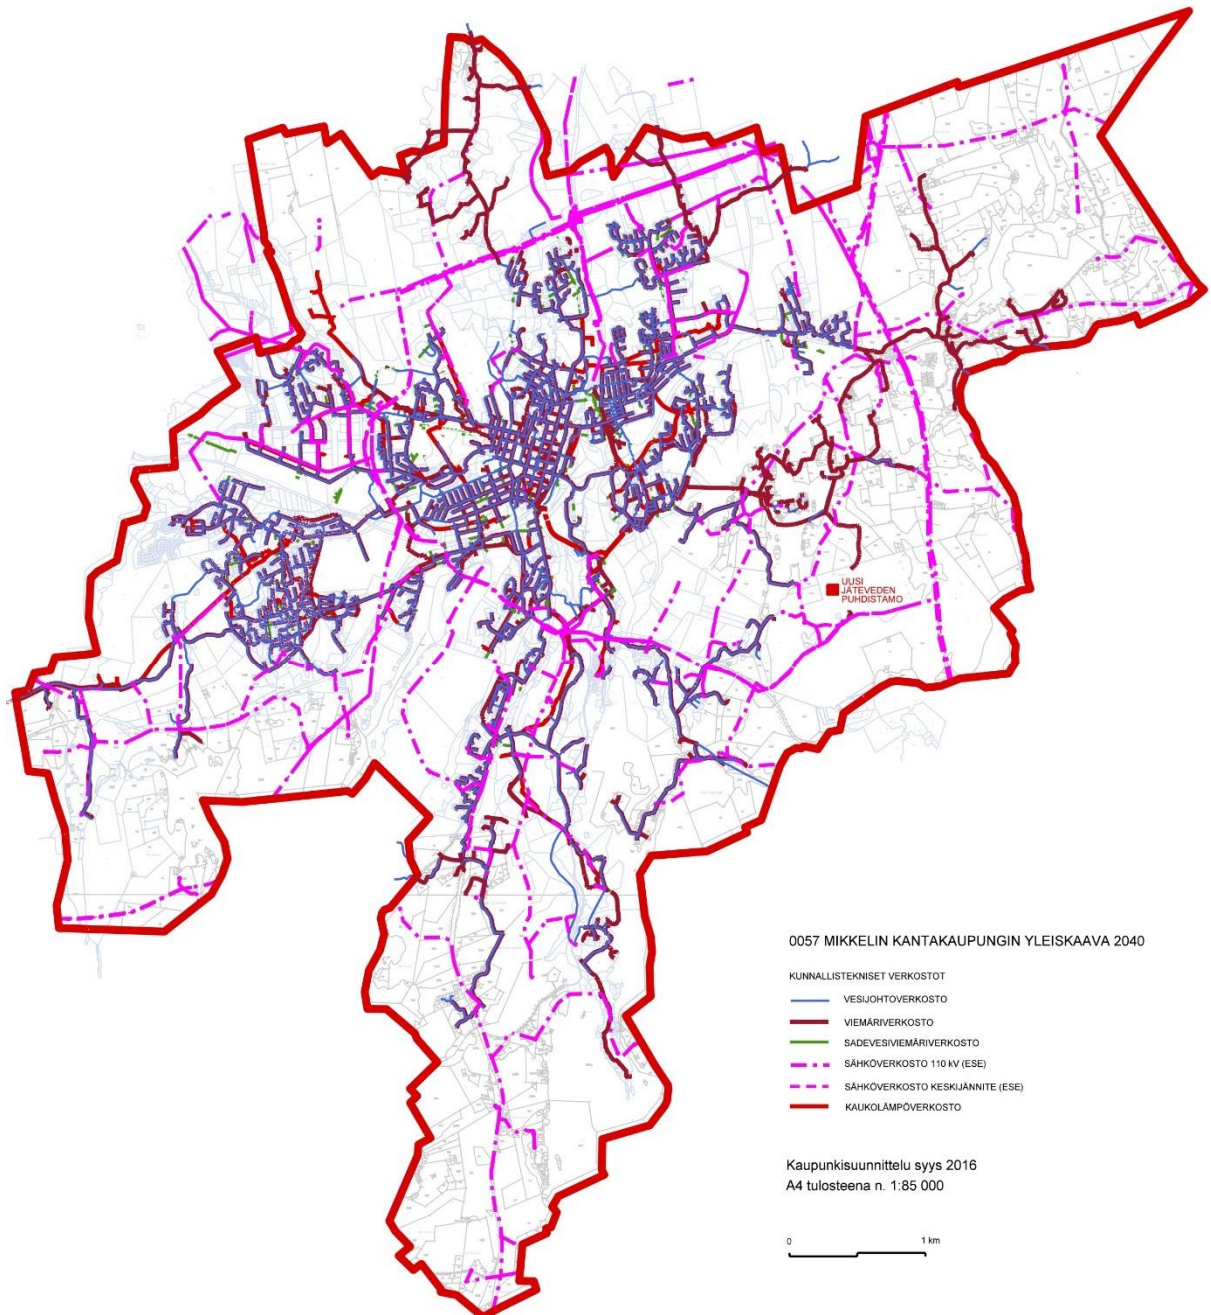 UUSI
JÄTEVEDEN
PUHDISTAMO
0057 MIKKELIN KANTAKAUPUNGIN YLEISKAAVA 2040
KUNNALLISTEKNISET VERKOSTOT
VESIJOHTOVERKOSTO
VIEMÄRIVERKOSTO
SADEVESIVIEMÄRIVERKOSTO
SÄHKÖVERKOSTO 110 kV (ESE)
SÄHKÖVERKOSTO KESKIJÄNNITE (ESE)
KAUKOLÄMPÖVERKOSTO
Kaupunkisuunnittelu syys 2016
A4 tulosteena n. 1:85 000
0 1 km